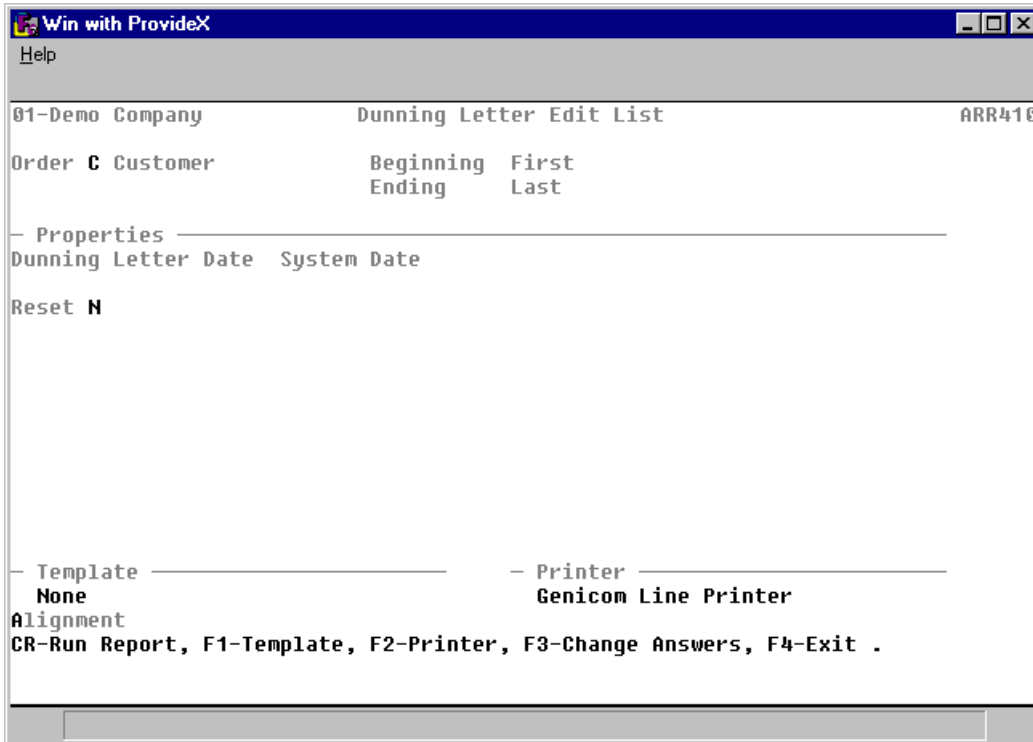 Win with ProvideX
Help
01-Demo Company Dunning Letter Edit List ARR410
Order C Customer Beginning First
Ending Last
Properties
Dunning Letter Date System Date
Reset N
Template Printer
None Genicom Line Printer
Alignment
CR-Run Report, F1-Template, F2-Printer, F3-Change Answers, F4-Exit .